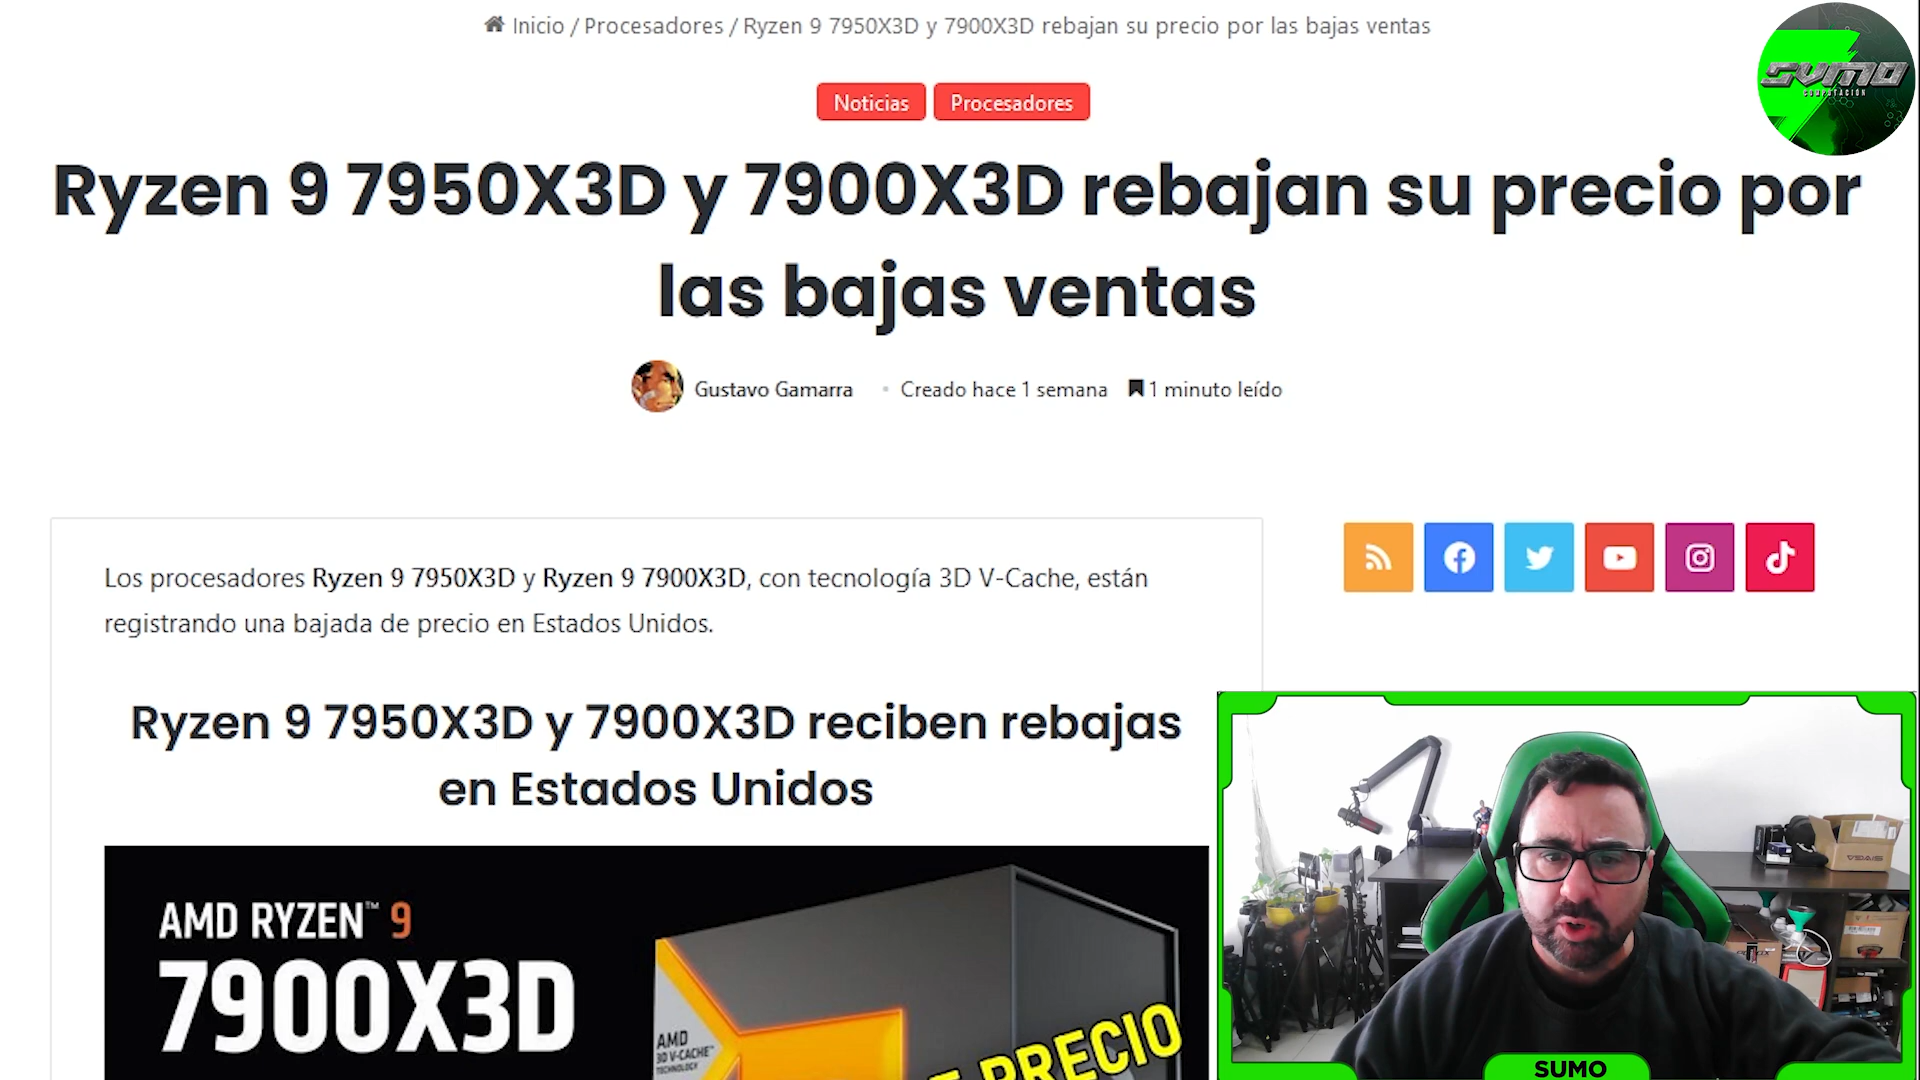 Inicio / Procesadores / Ryzen 9 7950X3D y 7900X3D rebajan su precio por las bajas ventas
SUMO
COMPUTACIÓN
Noticias
Procesadores
Ryzen 9 7950X3D y 7900X3D rebajan su precio por
las bajas ventas
Gustavo Gamarra
Creado hace 1 semana
1 minuto leído
Los procesadores Ryzen 9 7950X3D y Ryzen 9 7900X3D, con tecnología 3D V-Cache, están
registrando una bajada de precio en Estados Unidos.
Ryzen 9 7950X3D y 7900X3D reciben rebajas
en Estados Unidos
AMD RYZEN™ 9
7900X3D
AMD
3D V-CACHE™
TECHNOLOGY
PRECIO
SUMO